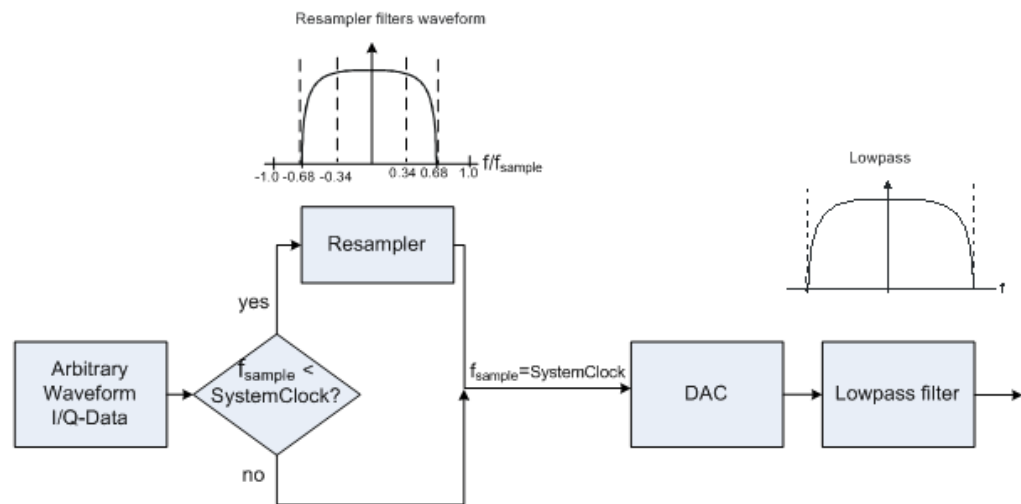 Resampler filters waveform
f/fsample
-1.0 -0.68 -0.34 0.34 0.68 1.0
Lowpass
f
Resampler
yes
Arbitrary
Waveform
I/Q-Data
fsample <
SystemClock?
fsample=SystemClock
DAC
Lowpass filter
no